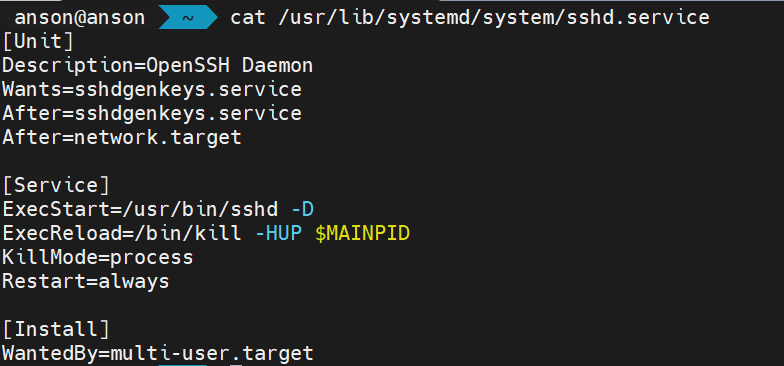 anson@anson ~ cat /usr/lib/systemd/system/sshd.service
[Unit]
Description=OpenSSH Daemon
Wants=sshdgenkeys.service
After=sshdgenkeys.service
After=network.target
[Service]
ExecStart=/usr/bin/sshd -D
ExecReload=/bin/kill -HUP $MAINPID
KillMode=process
Restart=always
[Install]
WantedBy=multi-user.target